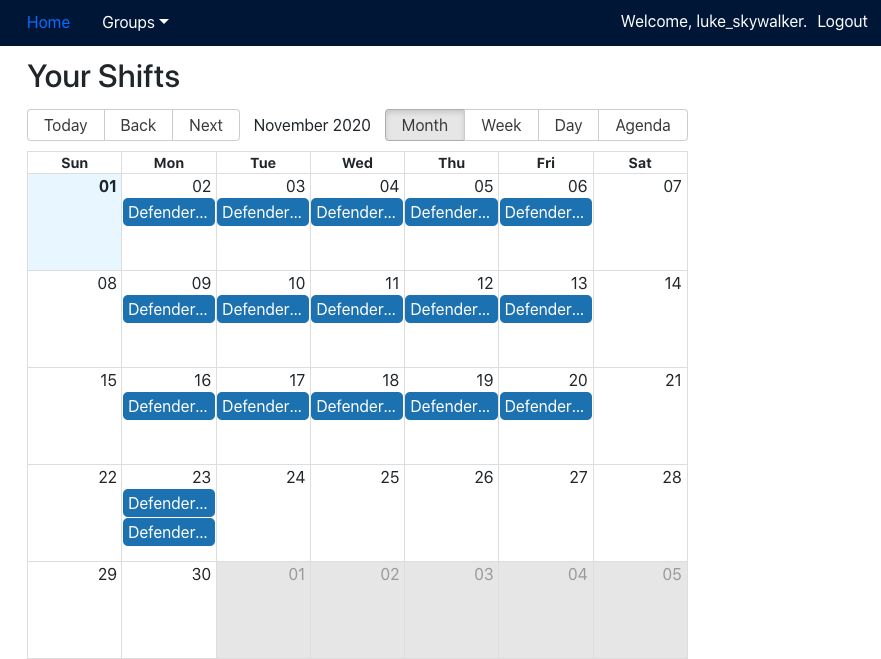 Home Groups Welcome, luke_skywalker. Logout
Your Shifts
Today Back Next November 2020 Month Week Day Agenda
Sun Mon Tue Wed Thu Fri Sat
01 02 03 04 05 06 07
Defender... Defender... Defender... Defender... Defender...
08 09 10 11 12 13 14
Defender... Defender... Defender... Defender... Defender...
15 16 17 18 19 20 21
Defender... Defender... Defender... Defender... Defender...
22 23 24 25 26 27 28
Defender...
Defender...
29 30 01 02 03 04 05